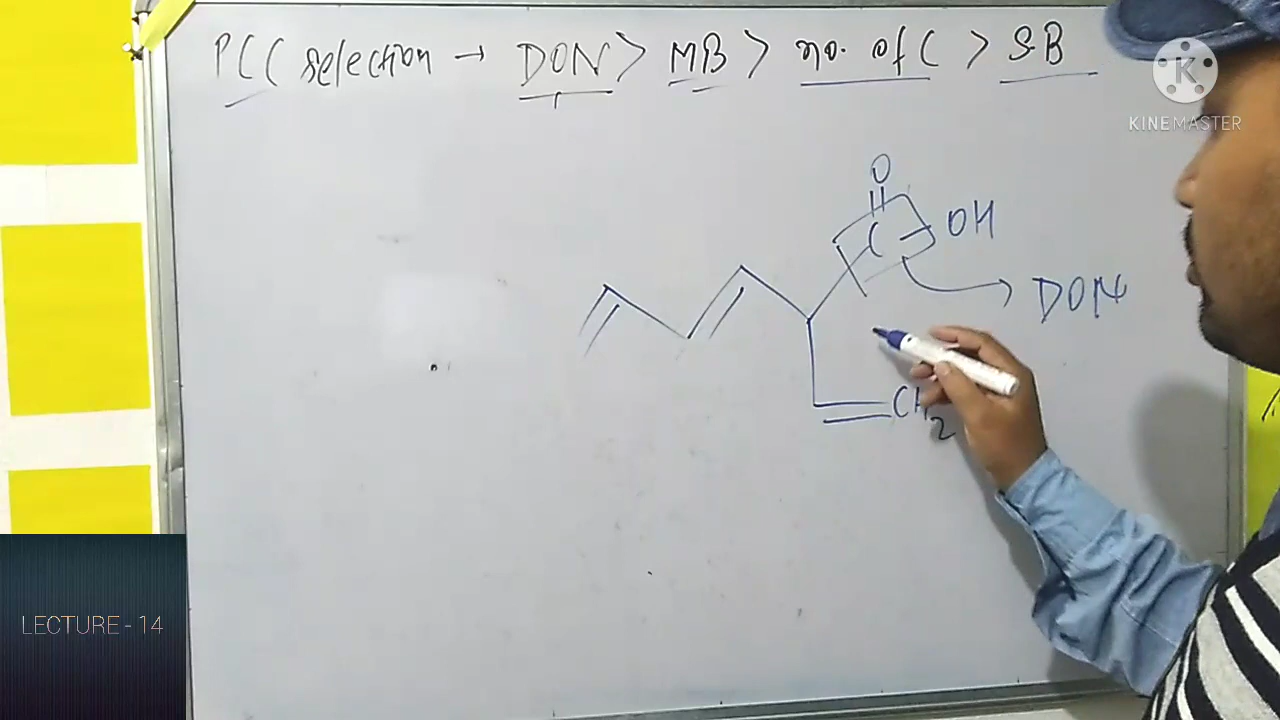 PCC selection → DON > MB > no. of C > SB
KINEMASTER
O
C - OH
DON
CH2
LECTURE - 14